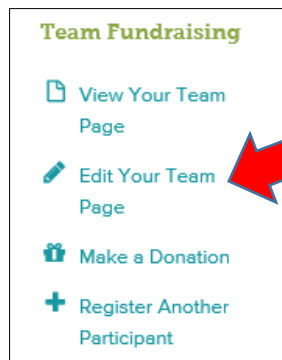 Team Fundraising
View Your Team
Page
Edit Your Team
Page
Make a Donation
Register Another
Participant